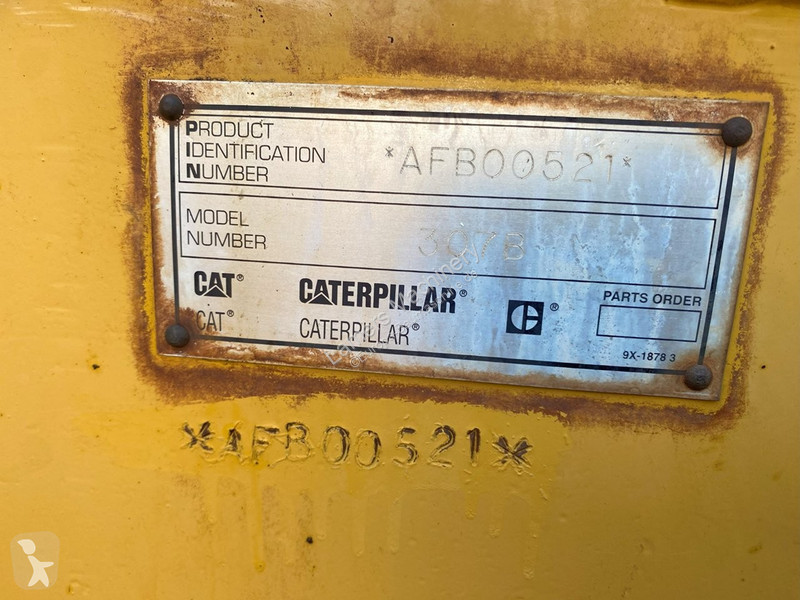 PRODUCT
IDENTIFICATION
NUMBER
*AFB00521*
MODEL
NUMBER
307B
CAT® CATERPILLAR® C ® PARTS ORDER
CAT® CATERPILLAR®
9X-1878 3
*AFB00521*